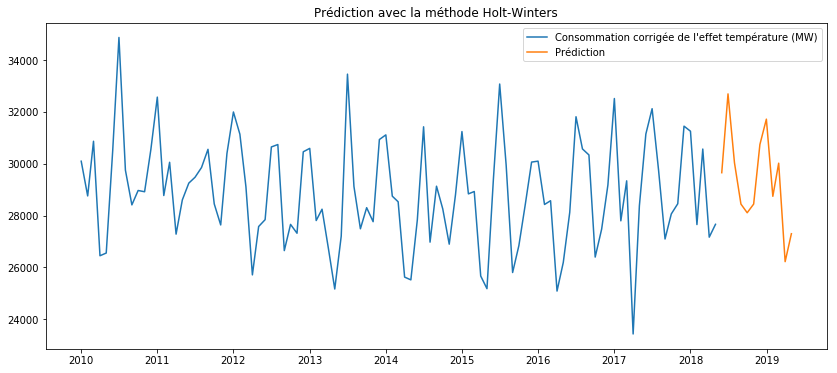 Prédiction avec la méthode Holt-Winters
Consommation corrigée de l'effet température (MW)
Prédiction
34000
32000
30000
28000
26000
24000
2010 2011 2012 2013 2014 2015 2016 2017 2018 2019